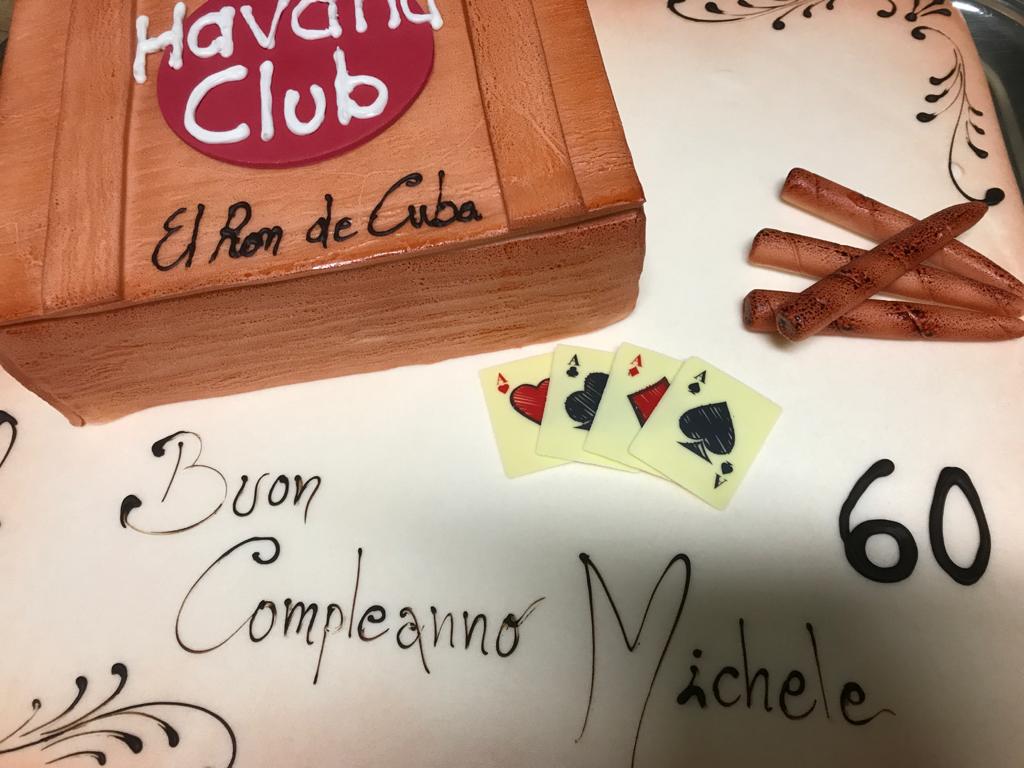 Havana
Club
El Ron de Cuba
A A A A
A
60
Buon
Compleanno Michele